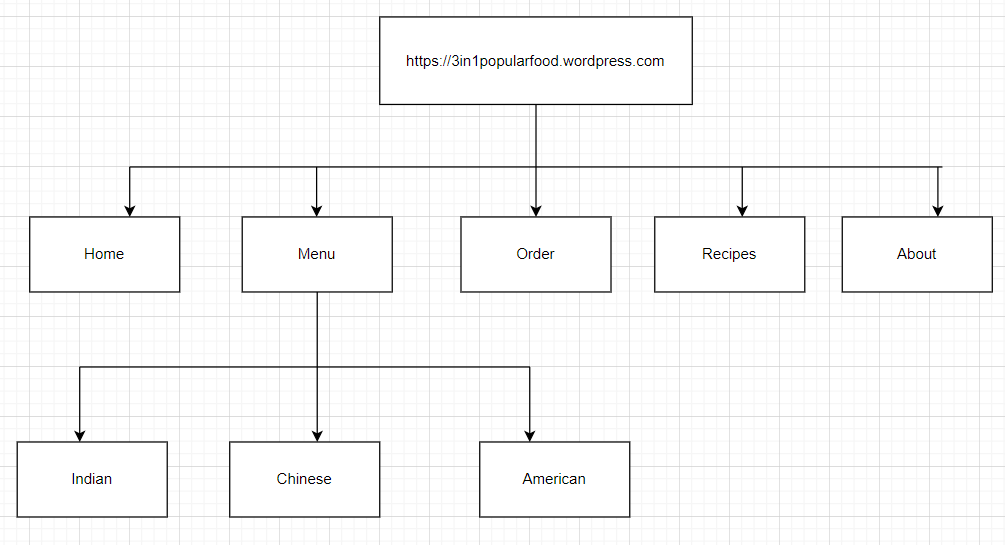 https://3in1popularfood.wordpress.com
Home
Menu
Order
Recipes
About
Indian
Chinese
American